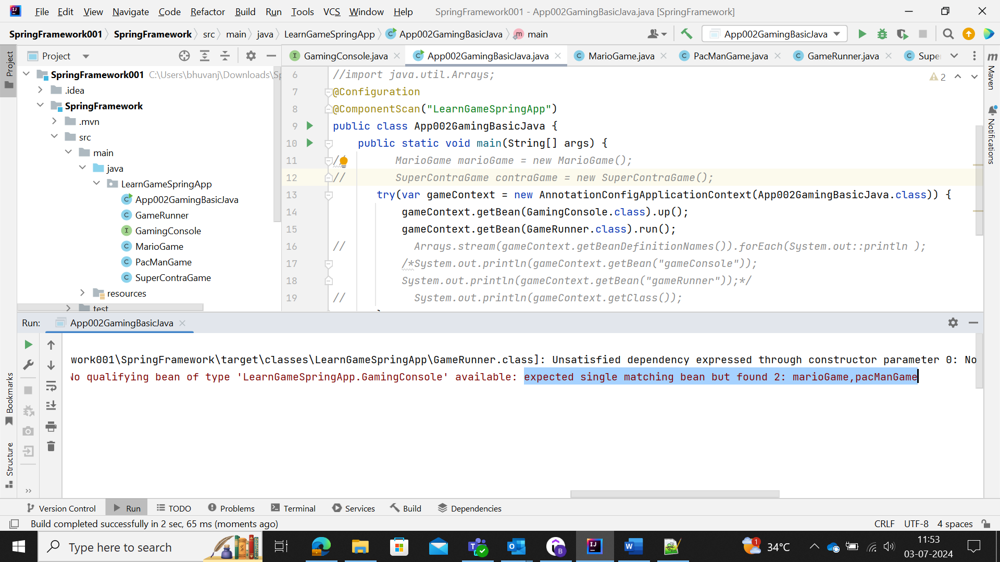 File Edit View Navigate Code Refactor Build Run Tools VCS Window Help SpringFramework001 - App002GamingBasicJava.java [SpringFramework]
SpringFramework001 SpringFramework src main java LearnGameSpringApp App002GamingBasicJava main App002GamingBasicJava
Project
GamingConsole.java App002GamingBasicJava.java MarioGame.java PacManGame.java GameRunner.java Supe
SpringFramework001 C:\Users\bhuvanj\Downloads\Sp
.idea
SpringFramework
.mvn
src
main
java
LearnGameSpringApp
App002GamingBasicJava
GameRunner
GamingConsole
MarioGame
PacManGame
SuperContraGame
resources
test
6 //import java.util.Arrays;
2
7 @Configuration
8 @ComponentScan("LearnGameSpringApp")
9 public class App002GamingBasicJava {
10 public static void main(String[] args) {
11 // MarioGame marioGame = new MarioGame();
12 // SuperContraGame contraGame = new SuperContraGame();
13 try(var gameContext = new AnnotationConfigApplicationContext(App002GamingBasicJava.class)) {
14 gameContext.getBean(GamingConsole.class).up();
15 gameContext.getBean(GameRunner.class).run();
16 // Arrays.stream(gameContext.getBeanDefinitionNames()).forEach(System.out::println );
17 /*System.out.println(gameContext.getBean("gameConsole"));
18 System.out.println(gameContext.getBean("gameRunner"));*/
19 // System.out.println(gameContext.getClass());
Project
Bookmarks
Structure
Maven
Notifications
Run: App002GamingBasicJava
work001\SpringFramework\target\classes\LearnGameSpringApp\GameRunner.class]: Unsatisfied dependency expressed through constructor parameter 0: No
No qualifying bean of type 'LearnGameSpringApp.GamingConsole' available: expected single matching bean but found 2: marioGame,pacManGame
Version Control Run TODO Problems Terminal Services Build Dependencies
Build completed successfully in 2 sec, 65 ms (moments ago) CRLF UTF-8 4 spaces
Type here to search
1 34°C
11:53
03-07-2024